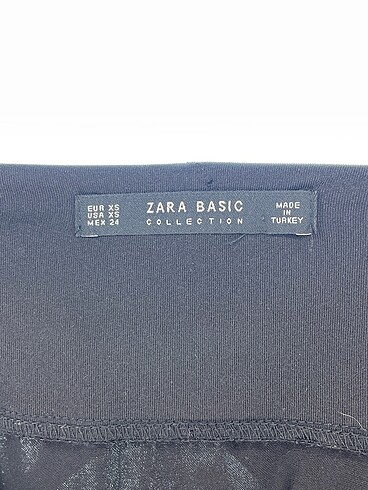 EUR XS
USA XS
MEX 24
ZARA BASIC
COLLECTION
MADE
IN
TURKEY